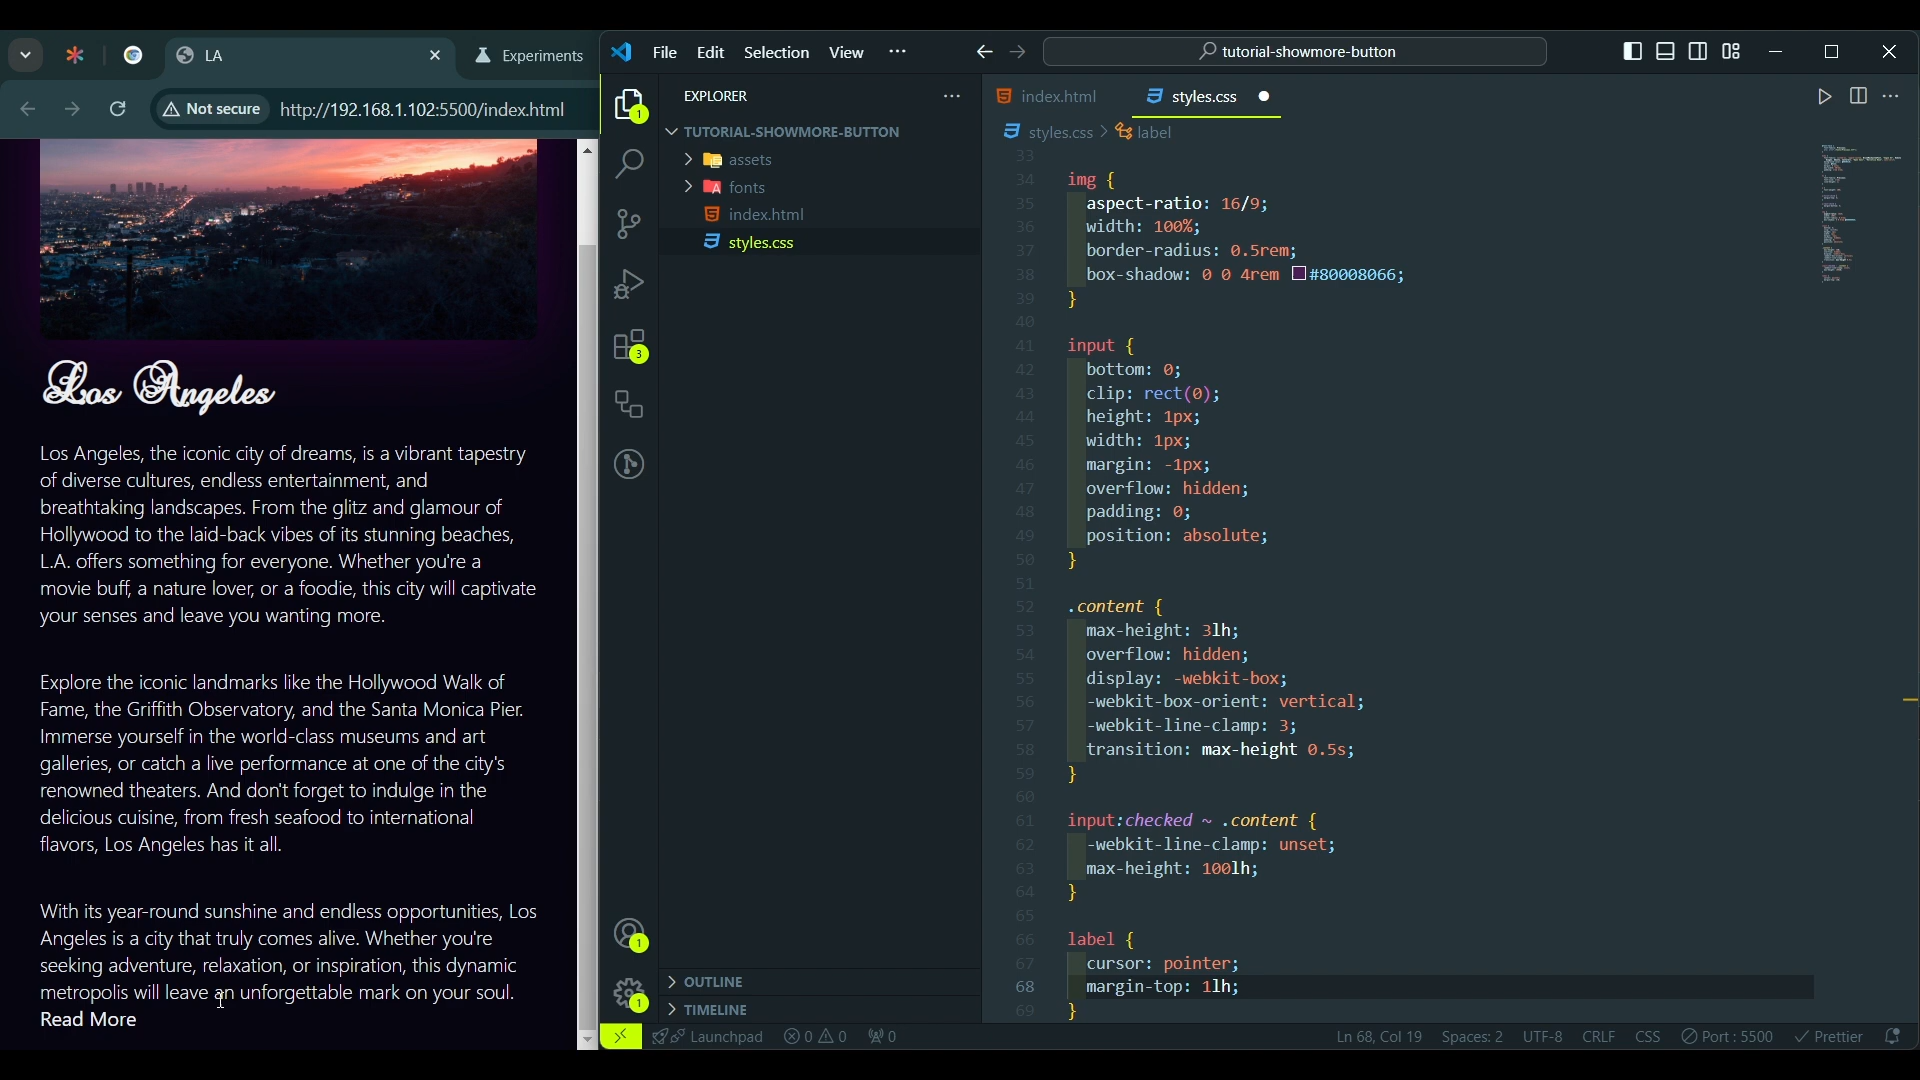 LA
Experiments
Not secure
http://192.168.1.102:5500/index.html
Los Angeles
Los Angeles, the iconic city of dreams, is a vibrant tapestry
of diverse cultures, endless entertainment, and
breathtaking landscapes. From the glitz and glamour of
Hollywood to the laid-back vibes of its stunning beaches,
L.A. offers something for everyone. Whether you're a
movie buff, a nature lover, or a foodie, this city will captivate
your senses and leave you wanting more.
Explore the iconic landmarks like the Hollywood Walk of
Fame, the Griffith Observatory, and the Santa Monica Pier.
Immerse yourself in the world-class museums and art
galleries, or catch a live performance at one of the city's
renowned theaters. And don't forget to indulge in the
delicious cuisine, from fresh seafood to international
flavors, Los Angeles has it all.
With its year-round sunshine and endless opportunities, Los
Angeles is a city that truly comes alive. Whether you're
seeking adventure, relaxation, or inspiration, this dynamic
metropolis will leave an unforgettable mark on your soul.
Read More
File Edit Selection View ···
tutorial-showmore-button
EXPLORER
TUTORIAL-SHOWMORE-BUTTON
assets
fonts
index.html
styles.css
OUTLINE
TIMELINE
1
3
1
1
index.html
styles.css
styles.css > label
33
34 img {
35 aspect-ratio: 16/9;
36 width: 100%;
37 border-radius: 0.5rem;
38 box-shadow: 0 0 4rem #80008066;
39 }
40
41 input {
42 bottom: 0;
43 clip: rect(0);
44 height: 1px;
45 width: 1px;
46 margin: -1px;
47 overflow: hidden;
48 padding: 0;
49 position: absolute;
50 }
51
52 .content {
53 max-height: 3lh;
54 overflow: hidden;
55 display: -webkit-box;
56 -webkit-box-orient: vertical;
57 -webkit-line-clamp: 3;
58 transition: max-height 0.5s;
59 }
60
61 input:checked ~ .content {
62 -webkit-line-clamp: unset;
63 max-height: 100lh;
64 }
65
66 label {
67 cursor: pointer;
68 margin-top: 1lh;
69 }
Launchpad 0 0 0 Ln 68, Col 19 Spaces: 2 UTF-8 CRLF CSS Port : 5500 Prettier